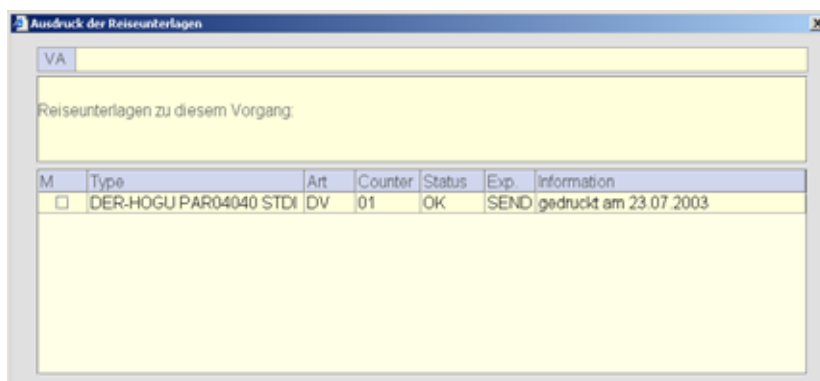 Ausdruck der Reiseunterlagen
VA
Reiseunterlagen zu diesem Vorgang:
M Type Art Counter Status Exp. Information
DER-HOGU PAR04040 STDI DV 01 OK SEND gedruckt am 23.07.2003